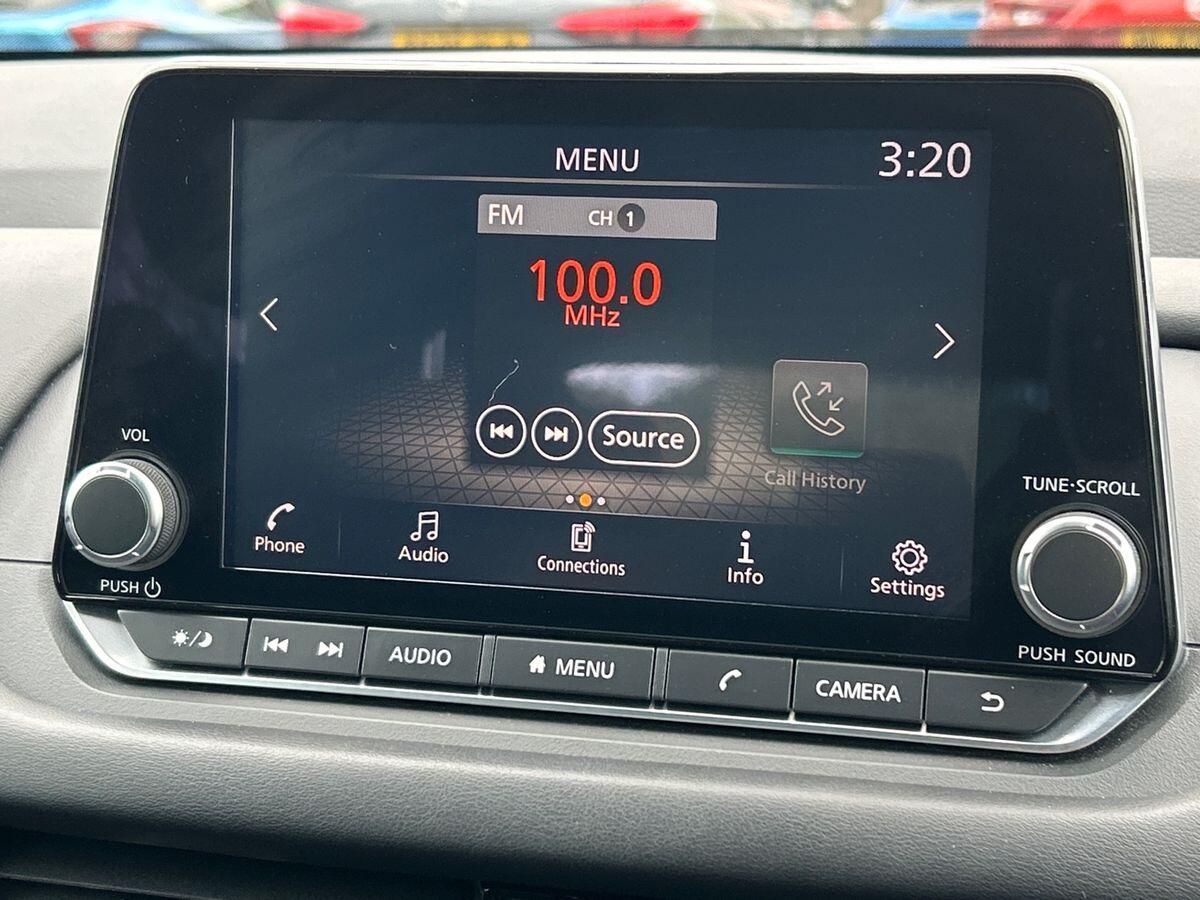 MENU
3:20
FM CH 1
100.0
MHz
Source
Call History
Phone
Audio
Connections
Info
Settings
VOL
PUSH
TUNE·SCROLL
PUSH SOUND
AUDIO
MENU
CAMERA